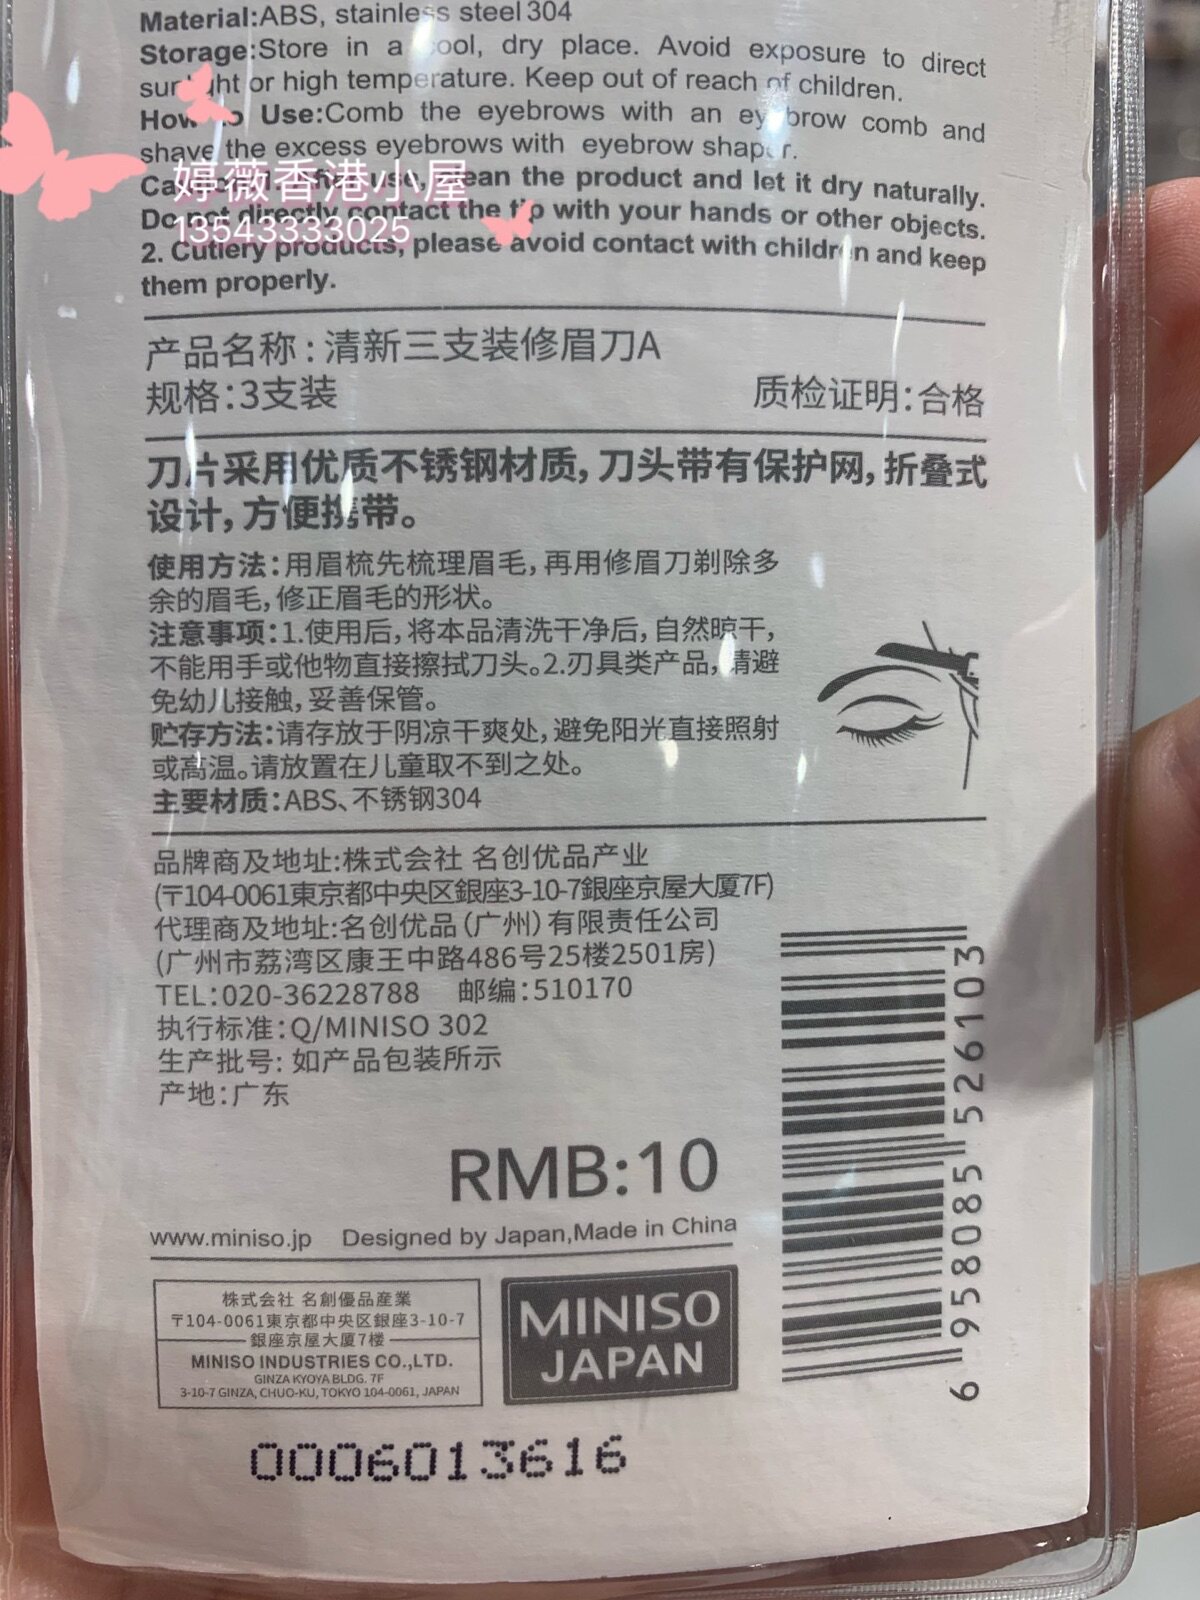 Material:ABS, stainless steel 304
Storage:Store in a cool, dry place. Avoid exposure to direct
sunlight or high temperature. Keep out of reach of children.
How to Use:Comb the eyebrows with an eyebrow comb and
shave the excess eyebrows with eyebrow shaper.
婷薇香港小屋
use, clean the product and let it dry naturally.
13543333025
Do not directly contact the tip with your hands or other objects.
2. Cutlery products, please avoid contact with children and keep
them properly.
产品名称：清新三支装修眉刀A
规格：3支装 质检证明：合格
刀片采用优质不锈钢材质，刀头带有保护网，折叠式
设计，方便携带。
使用方法：用眉梳先梳理眉毛，再用修眉刀剃除多
余的眉毛，修正眉毛的形状。
注意事项：1.使用后，将本品清洗干净后，自然晾干，
不能用手或他物直接擦拭刀头。2.刃具类产品，请避
免幼儿接触，妥善保管。
贮存方法：请存放于阴凉干爽处，避免阳光直接照射
或高温。请放置在儿童取不到之处。
主要材质：ABS、不锈钢304
品牌商及地址:株式会社 名创优品产业
(〒104-0061東京都中央区銀座3-10-7銀座京屋大厦7F)
代理商及地址:名创优品（广州）有限责任公司
(广州市荔湾区康王中路486号25楼2501房)
TEL：020-36228788 邮编：510170
执行标准：Q/MINISO 302
生产批号: 如产品包装所示
产地：广东
RMB:10
www.miniso.jp Designed by Japan,Made in China
株式会社 名創優品産業
〒104-0061東京都中央区銀座3-10-7
銀座京屋大厦7楼
MINISO INDUSTRIES CO.,LTD.
GINZA KYOYA BLDG. 7F
3-10-7 GINZA, CHUO-KU, TOKYO 104-0061, JAPAN
MINISO
JAPAN
6 958085 526103
0006013616